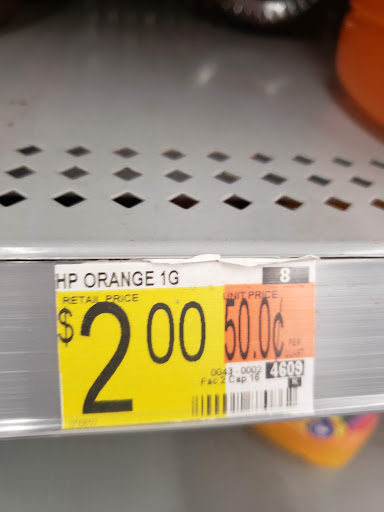 HP ORANGE 1G 8
RETAIL PRICE UNIT PRICE
$2 00 50.0¢ PER
0043-0002 4609
Fac 2 Cap 16 N